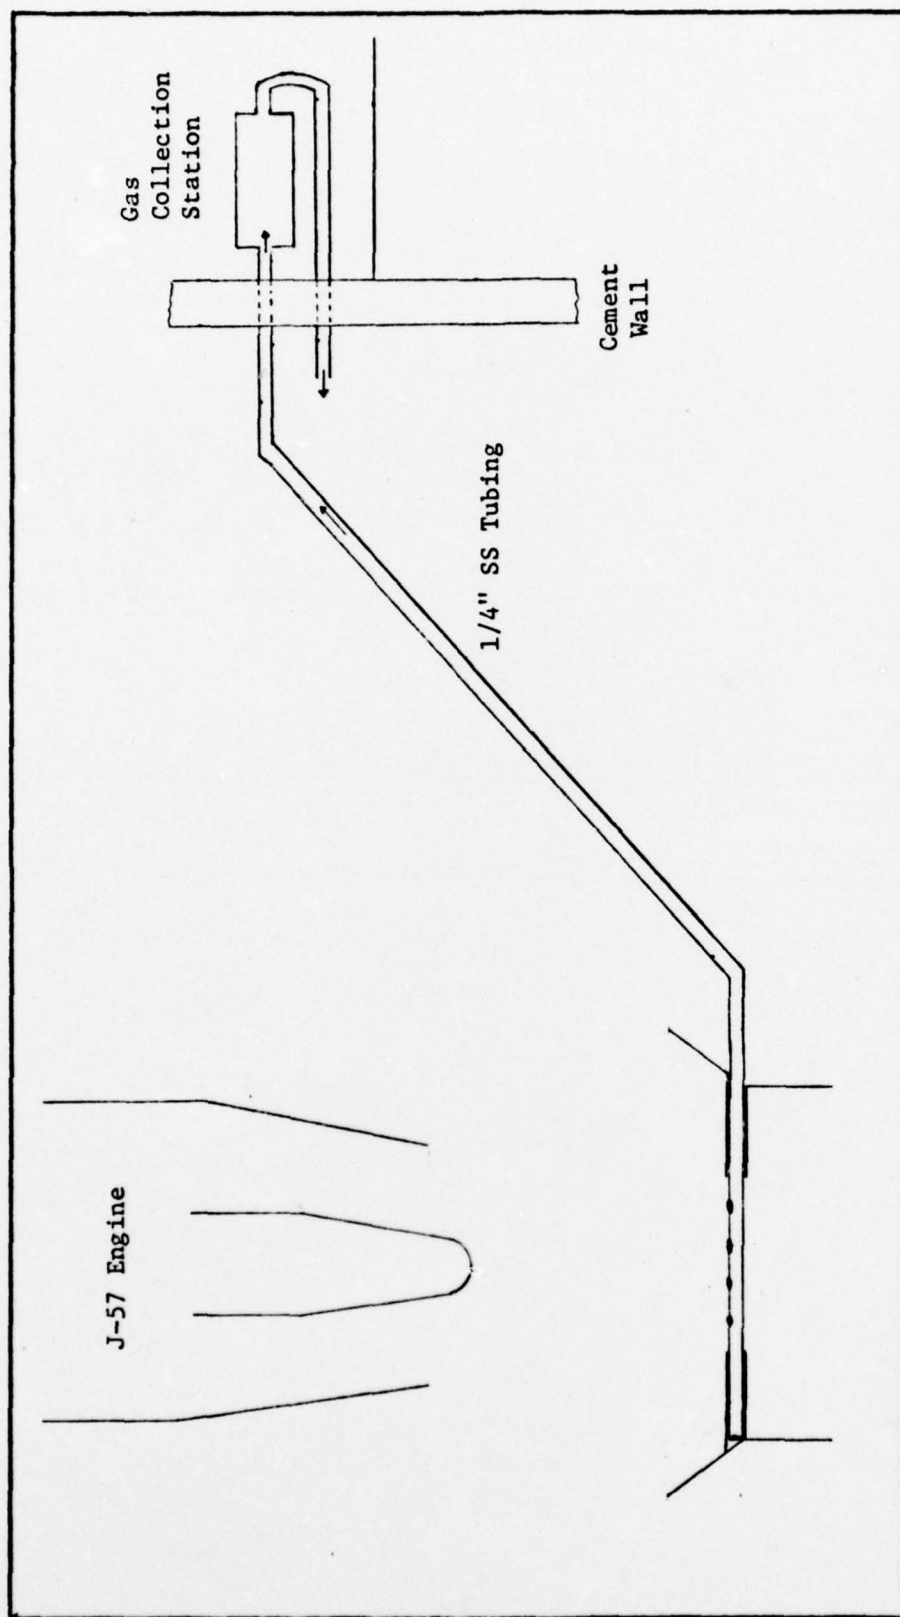 Gas
Collection
Station
Cement
Wall
1/4" SS Tubing
J-57 Engine